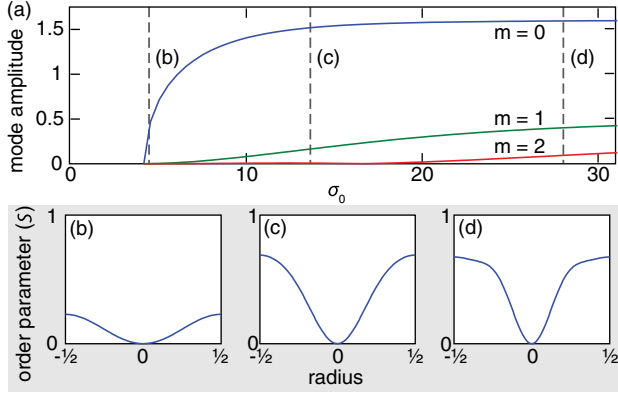 (a)
mode amplitude
1.5
1
0.5
0
m = 0
m = 1
m = 2
(b)
(c)
(d)
0
10
20
30
σ₀
order parameter (S)
1
0
(b)
-½
0
½
1
0
(c)
-½
0
½
1
0
(d)
-½
0
½
radius